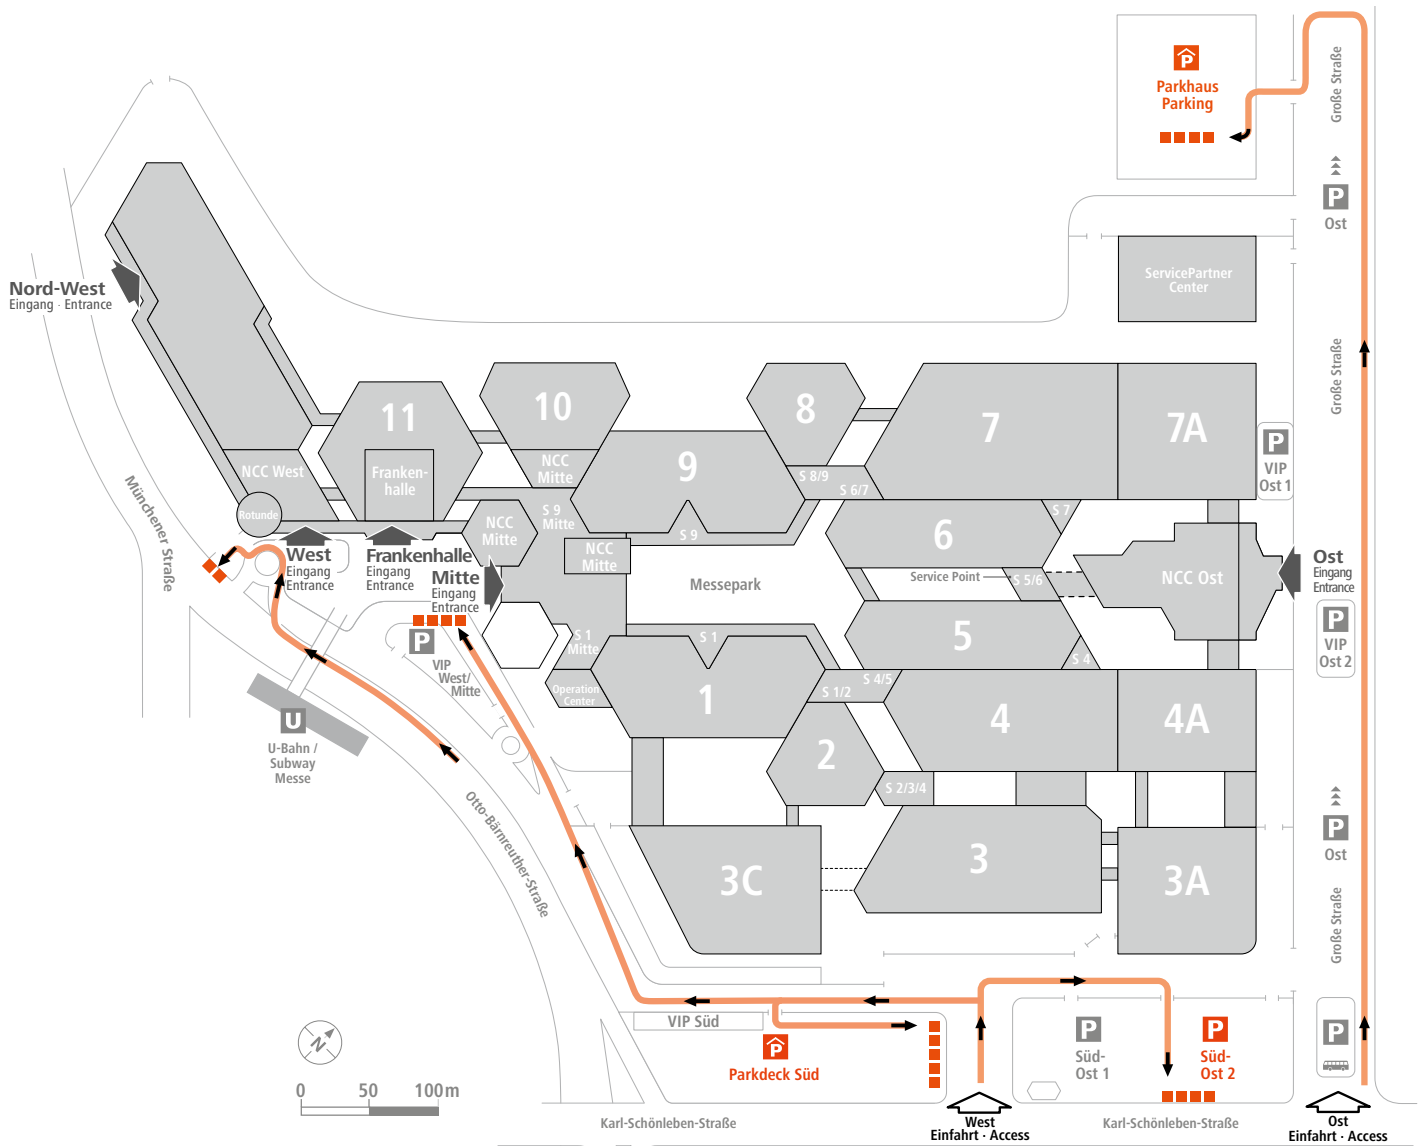 Parkhaus
Parking
P
Große Straße
P
Ost
ServicePartner
Center
Nord-West
Eingang · Entrance
Große Straße
11
10
8
7
7A
9
NCC West
Franken-
halle
NCC
Mitte
S 8/9
S 6/7
P
VIP
Ost 1
Münchener Straße
Rotunde
NCC
Mitte
S 9
Mitte
S 9
6
S 7
NCC
Mitte
West
Eingang
Entrance
Frankenhalle
Eingang
Entrance
Mitte
Eingang
Entrance
Messepark
Service Point
S 5/6
NCC Ost
Ost
Eingang
Entrance
P
VIP
West/
Mitte
S 1
Mitte
S 1
5
S 4
P
VIP
Ost 2
Operation
Center
1
S 1/2
S 4/5
4
4A
U
U-Bahn /
Subway
Messe
2
S 2/3/4
Otto-Bärnreuther-Straße
3C
3
3A
P
Ost
Große Straße
VIP Süd
P
Parkdeck Süd
P
Süd-
Ost 1
P
Süd-
Ost 2
P
N
0
50
100m
Karl-Schönleben-Straße
West
Einfahrt · Access
Karl-Schönleben-Straße
Ost
Einfahrt · Access